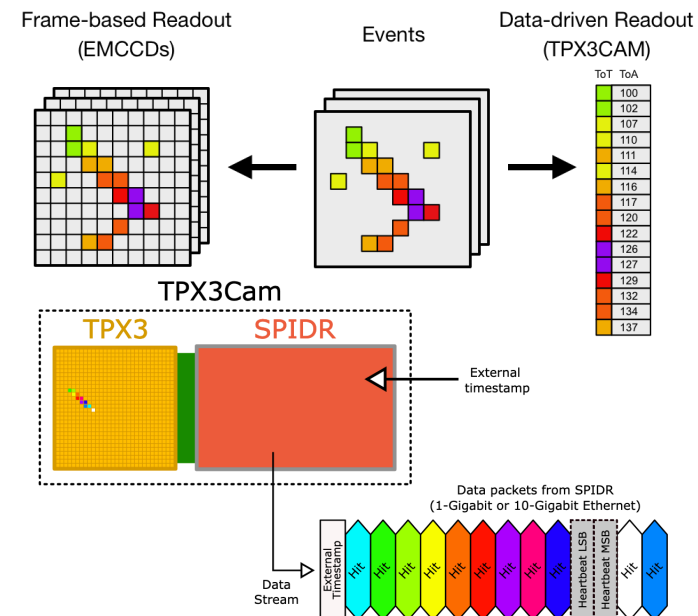 Frame-based Readout
(EMCCDs)
Events
Data-driven Readout
(TPX3CAM)
ToT ToA
100
102
107
110
111
114
116
117
120
122
126
127
129
132
134
137
TPX3Cam
TPX3
SPIDR
External
timestamp
Data packets from SPIDR
(1-Gigabit or 10-Gigabit Ethernet)
Data
Stream
External
Timestamp
Hit
Hit
Hit
Hit
Hit
Hit
Hit
Hit
Hit
Heartbeat LSB
Heartbeat MSB
Hit
Hit